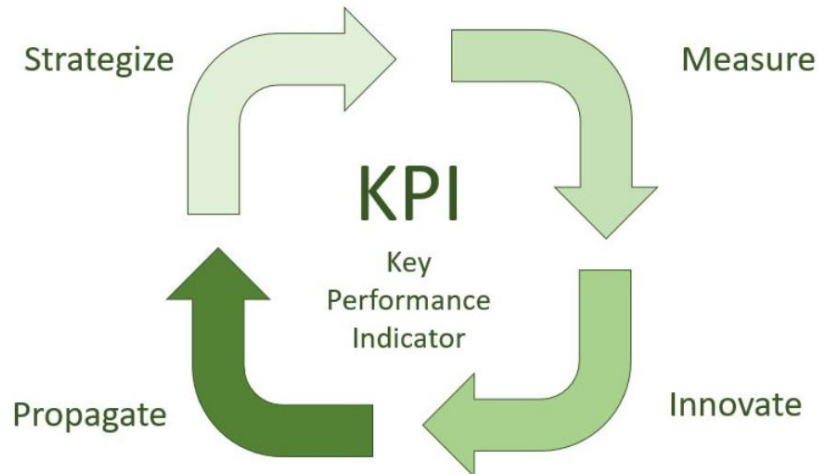 Strategize
Measure
KPI
Key
Performance
Indicator
Propagate
Innovate